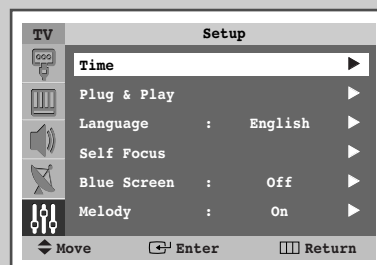 TV Setup
Time
Plug & Play
Language : English
Self Focus
Blue Screen : Off
Melody : On
Move Enter Return